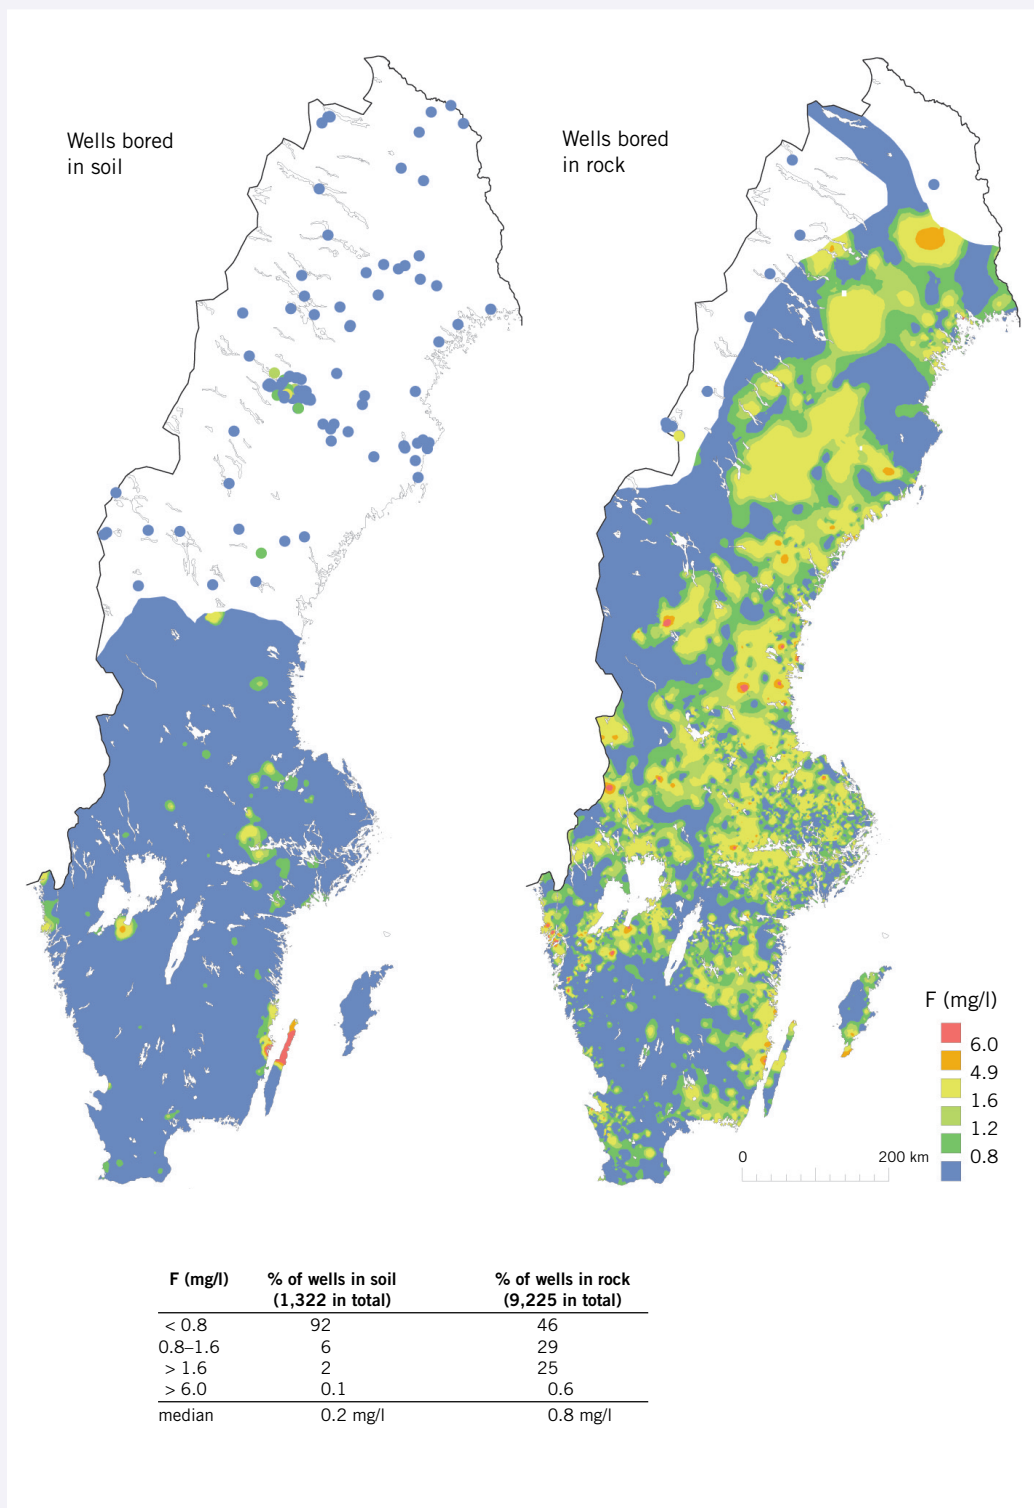 Wells bored
in soil
Wells bored
in rock
F (mg/l)
6.0
4.9
1.6
1.2
0.8
0
200 km
F (mg/l) % of wells in soil % of wells in rock
(1,322 in total) (9,225 in total)
< 0.8 92 46
0.8–1.6 6 29
> 1.6 2 25
> 6.0 0.1 0.6
median 0.2 mg/l 0.8 mg/l